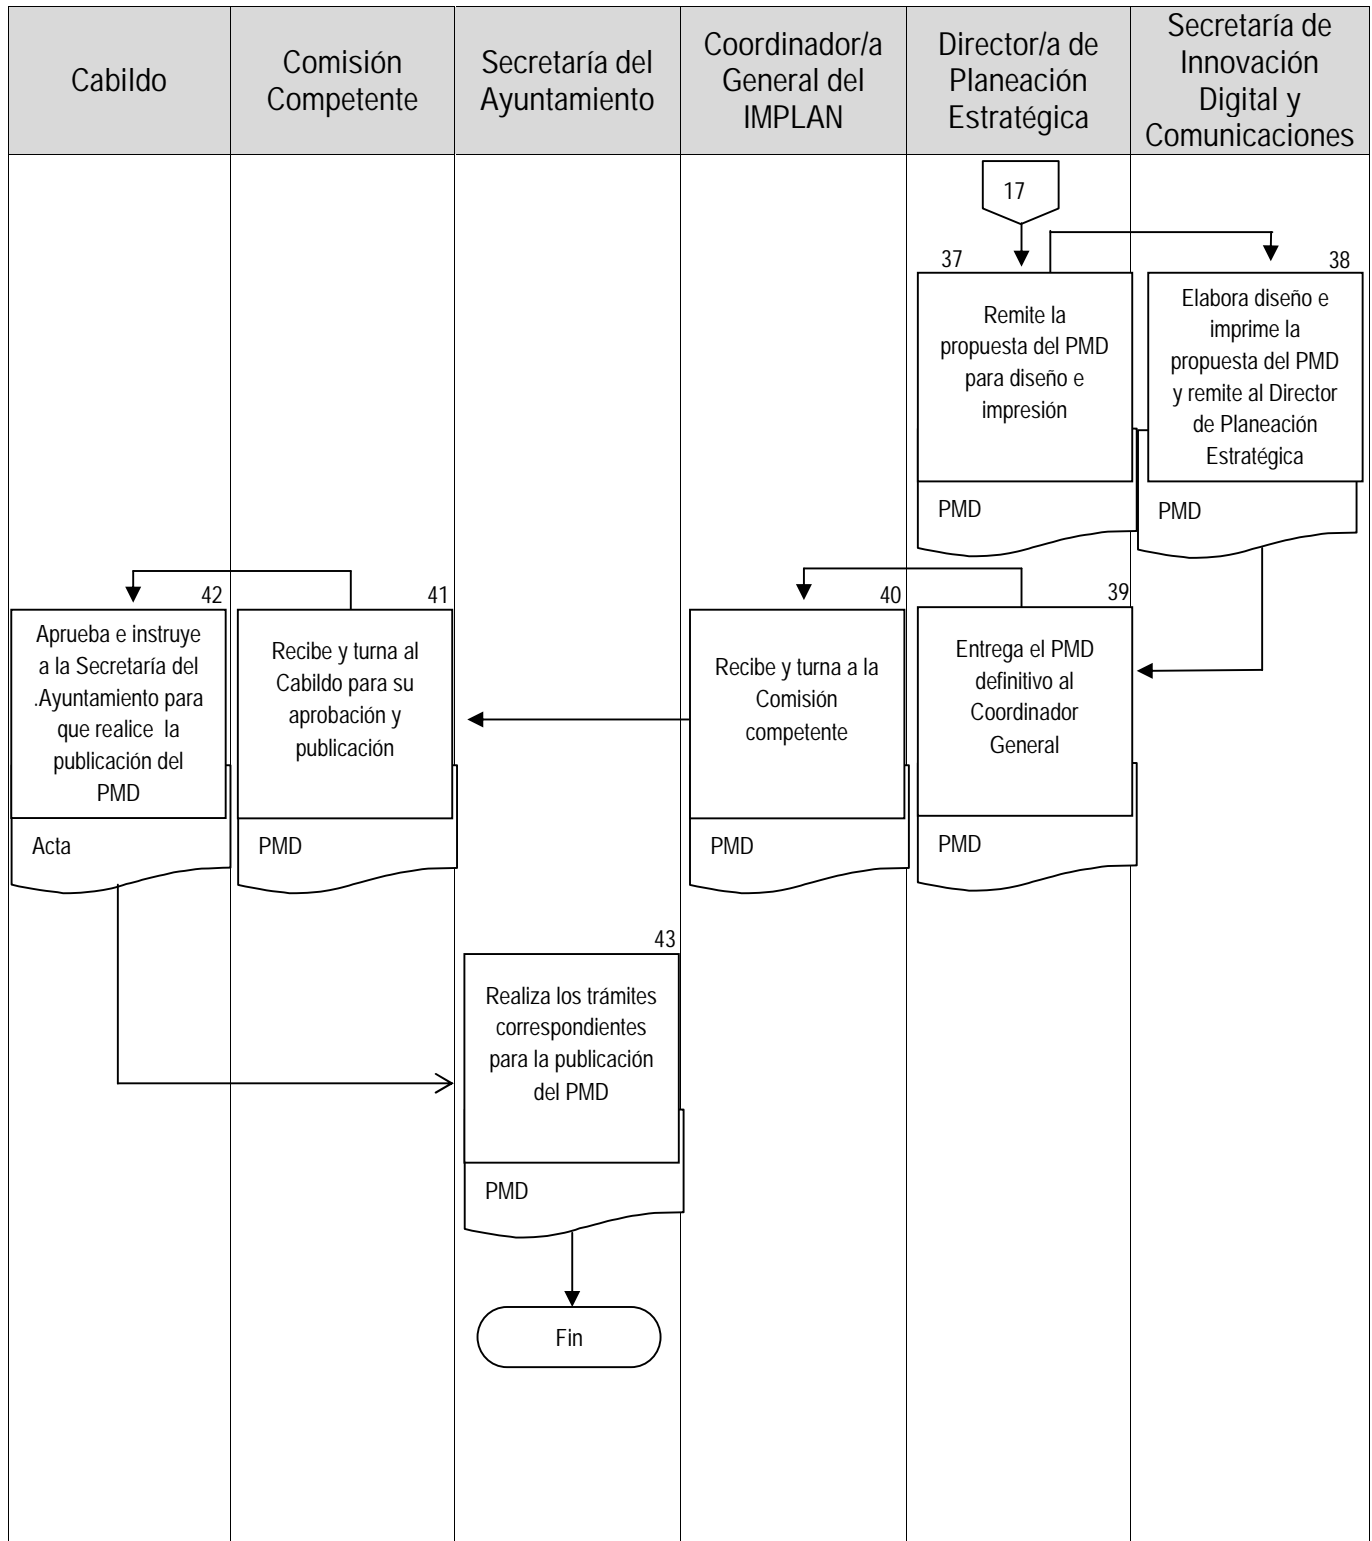 Cabildo
Comisión
Competente
Secretaría del
Ayuntamiento
Coordinador/a
General del
IMPLAN
Director/a de
Planeación
Estratégica
Secretaría de
Innovación
Digital y
Comunicaciones
17
37
Remite la
propuesta del PMD
para diseño e
impresión
PMD
38
Elabora diseño e
imprime la
propuesta del PMD
y remite al Director
de Planeación
Estratégica
PMD
39
Entrega el PMD
definitivo al
Coordinador
General
PMD
40
Recibe y turna a la
Comisión
competente
PMD
41
Recibe y turna al
Cabildo para su
aprobación y
publicación
PMD
42
Aprueba e instruye
a la Secretaría del
.Ayuntamiento para
que realice la
publicación del
PMD
Acta
43
Realiza los trámites
correspondientes
para la publicación
del PMD
PMD
Fin